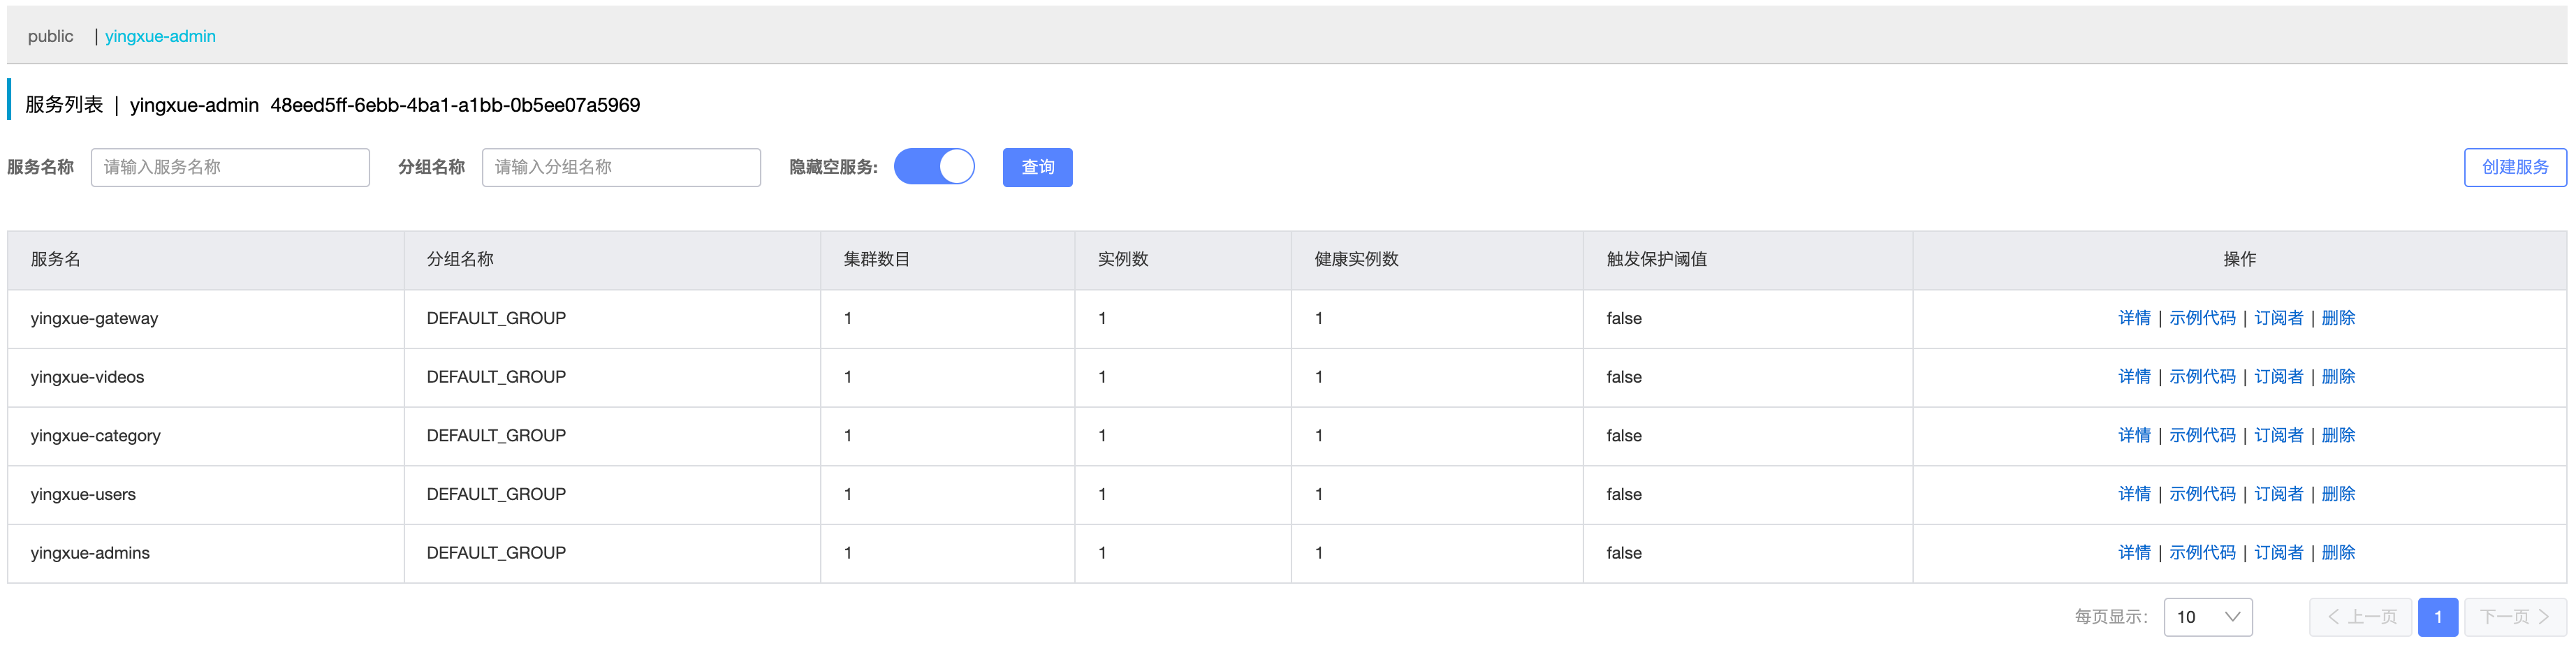 public | yingxue-admin
服务列表 | yingxue-admin 48eed5ff-6ebb-4ba1-a1bb-0b5ee07a5969
服务名称 请输入服务名称 分组名称 请输入分组名称 隐藏空服务: 查询 创建服务
服务名 分组名称 集群数目 实例数 健康实例数 触发保护阈值 操作
yingxue-gateway DEFAULT_GROUP 1 1 1 false 详情 | 示例代码 | 订阅者 | 删除
yingxue-videos DEFAULT_GROUP 1 1 1 false 详情 | 示例代码 | 订阅者 | 删除
yingxue-category DEFAULT_GROUP 1 1 1 false 详情 | 示例代码 | 订阅者 | 删除
yingxue-users DEFAULT_GROUP 1 1 1 false 详情 | 示例代码 | 订阅者 | 删除
yingxue-admins DEFAULT_GROUP 1 1 1 false 详情 | 示例代码 | 订阅者 | 删除
每页显示: 10 上一页 1 下一页